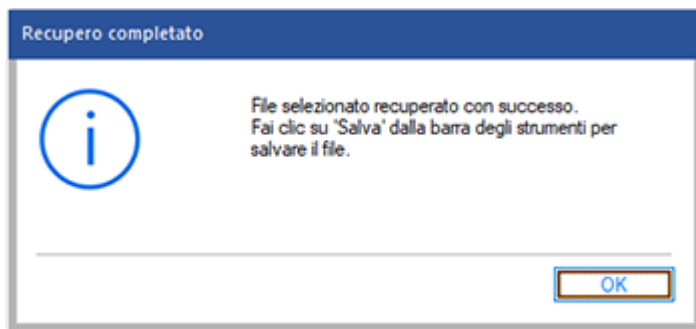 Recupero completato
File selezionato recuperato con successo.
Fai clic su 'Salva' dalla barra degli strumenti per
salvare il file.
OK